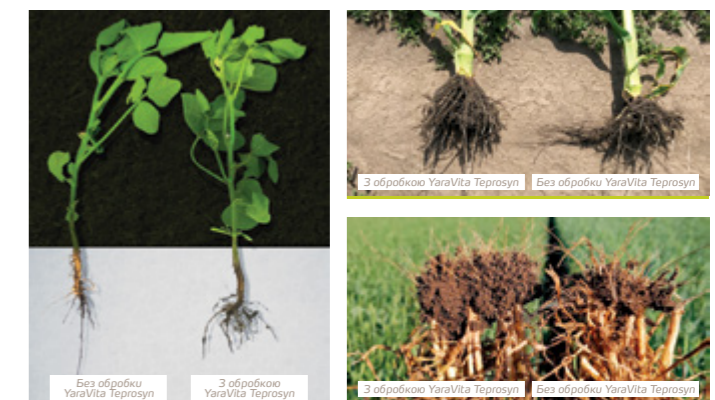 Без обробки
YaraVita Teprosyn
З обробкою
YaraVita Teprosyn
З обробкою YaraVita Teprosyn
Без обробки YaraVita Teprosyn
З обробкою YaraVita Teprosyn
Без обробки YaraVita Teprosyn